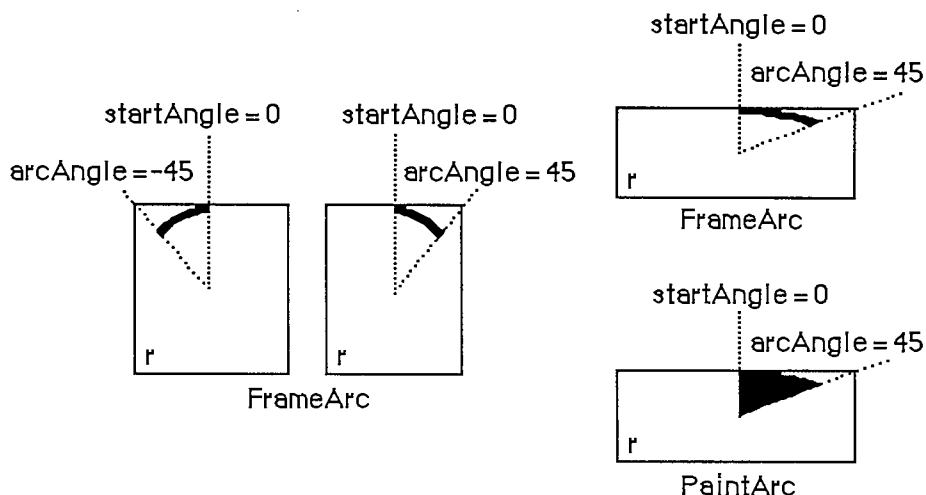 startAngle = 0
arcAngle = -45
r
startAngle = 0
arcAngle = 45
r
FrameArc
startAngle = 0
arcAngle = 45
r
FrameArc
startAngle = 0
arcAngle = 45
r
PaintArc